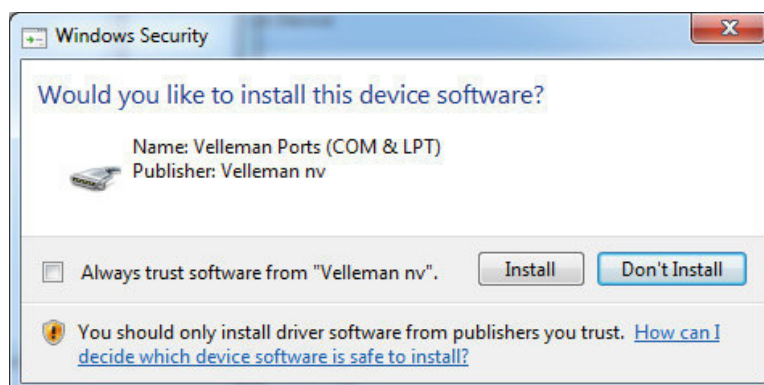 Windows Security
Would you like to install this device software?
Name: Velleman Ports (COM & LPT)
Publisher: Velleman nv
Always trust software from "Velleman nv".
Install
Don't Install
You should only install driver software from publishers you trust. How can I
decide which device software is safe to install?